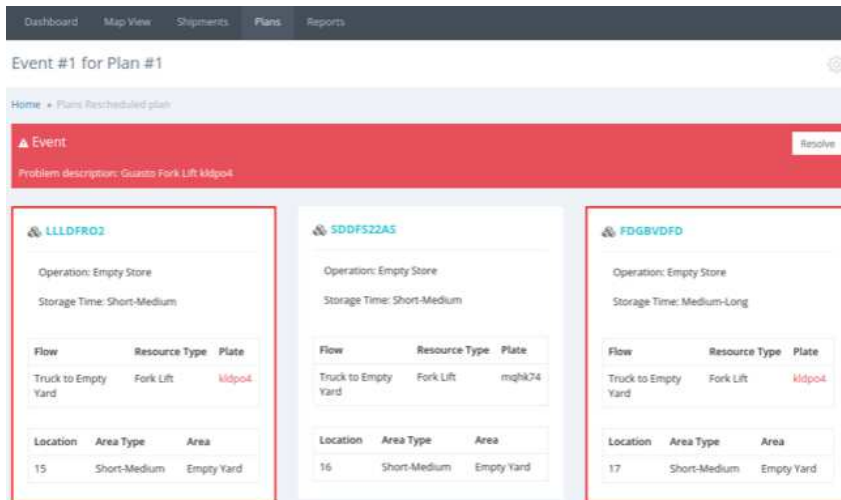 Dashboard Map View Shipments Plans Reports
Event #1 for Plan #1
Home » Plans Rescheduled plan
Event
Resolve
Problem description: Guasto Fork Lift kldpo4
LLLDFRO2
Operation: Empty Store
Storage Time: Short-Medium
Flow Resource Type Plate
Truck to Empty Fork Lift kldpo4
Yard
Location Area Type Area
15 Short-Medium Empty Yard
SDDFS22AS
Operation: Empty Store
Storage Time: Short-Medium
Flow Resource Type Plate
Truck to Empty Fork Lift mqhk74
Yard
Location Area Type Area
16 Short-Medium Empty Yard
FDGBVDFD
Operation: Empty Store
Storage Time: Medium-Long
Flow Resource Type Plate
Truck to Empty Fork Lift kldpo4
Yard
Location Area Type Area
17 Short-Medium Empty Yard